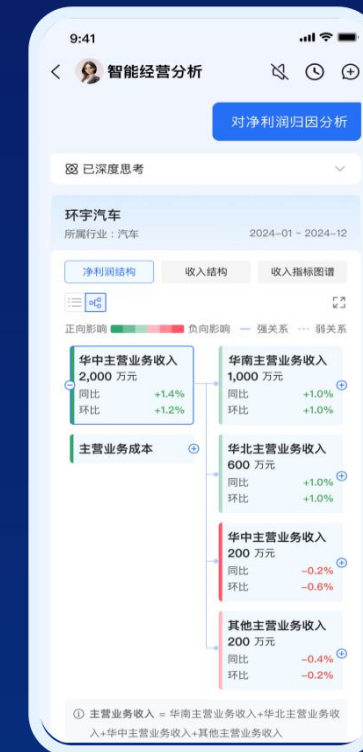 9:41
智能经营分析
对净利润归因分析
已深度思考
环宇汽车
所属行业：汽车
2024-01 ~ 2024-12
净利润结构
收入结构
收入指标图谱
正向影响 负向影响 强关系 弱关系
华中主营业务收入
2,000 万元
同比 +1.4%
环比 +1.2%
主营业务成本
华南主营业务收入
1,000 万元
同比 +1.0%
环比 +1.0%
华北主营业务收入
600 万元
同比 +1.0%
环比 +1.0%
华中主营业务收入
200 万元
同比 -0.2%
环比 -0.6%
其他主营业务收入
200 万元
同比 -0.4%
环比 -0.2%
主营业务收入 = 华南主营业务收入+华北主营业务收
入+华中主营业务收入+其他主营业务收入